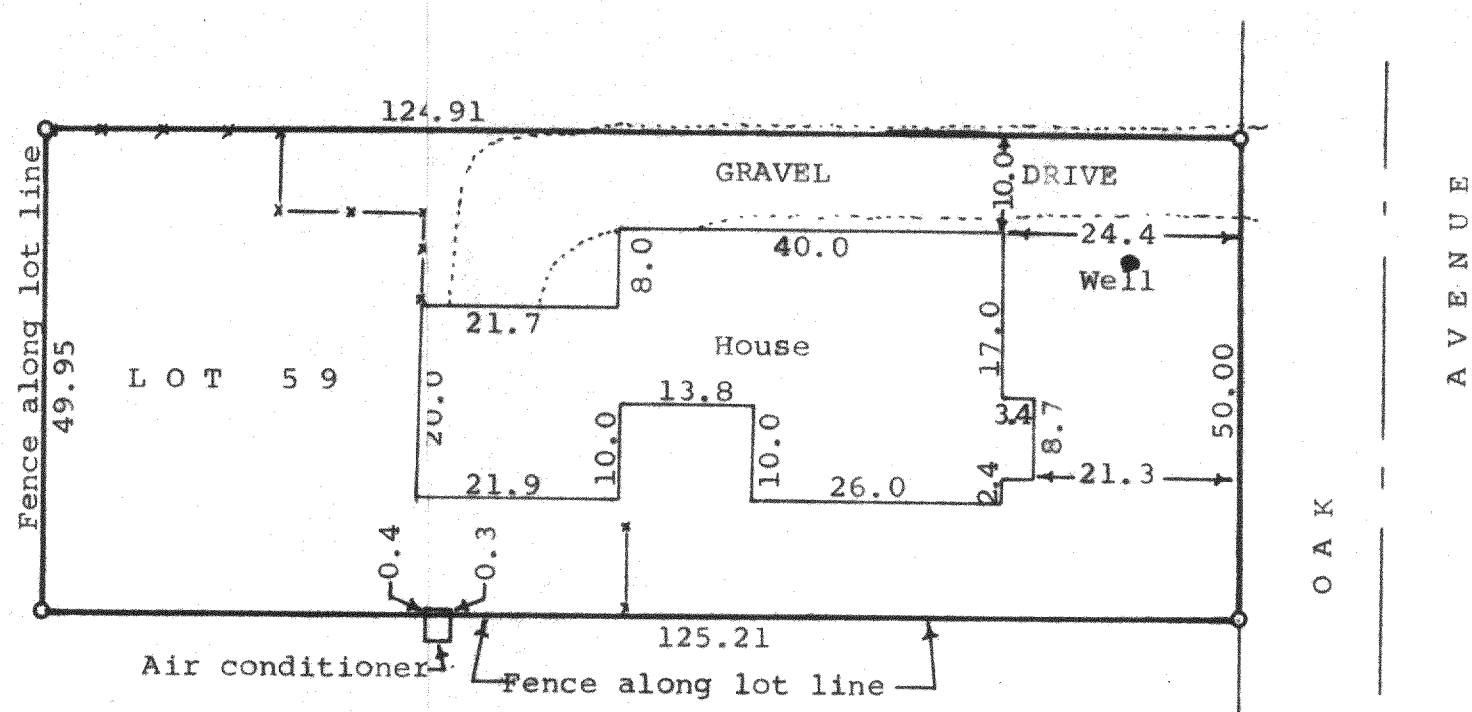 124.91
GRAVEL DRIVE
10.0
40.0
24.4
Well
8.0
21.7
House
17.0
Fence along lot line
49.95
LOT 59
20.0
13.8
3.4
8.7
50.00
10.0
10.0
21.9
26.0
2.4
21.3
0.4
0.3
125.21
Air conditioner
Fence along lot line
OAK AVENUE